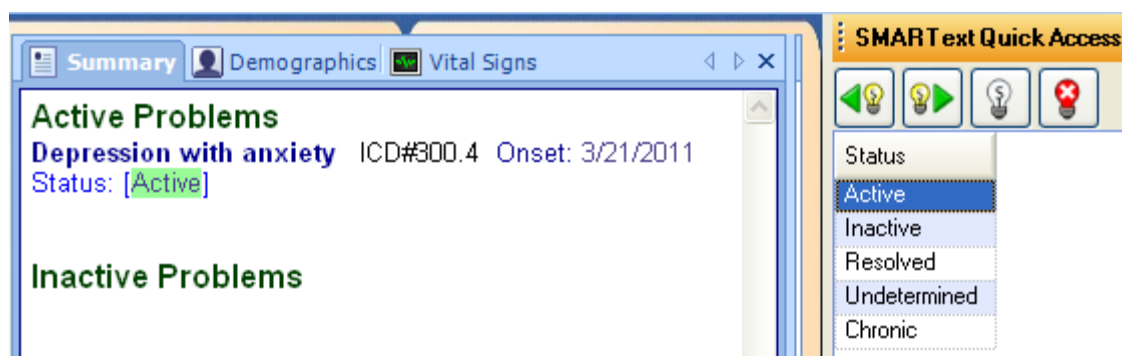 Summary Demographics Vital Signs
Active Problems
Depression with anxiety ICD#300.4 Onset: 3/21/2011
Status: [Active]
Inactive Problems
SMARText Quick Access
Status
Active
Inactive
Resolved
Undetermined
Chronic